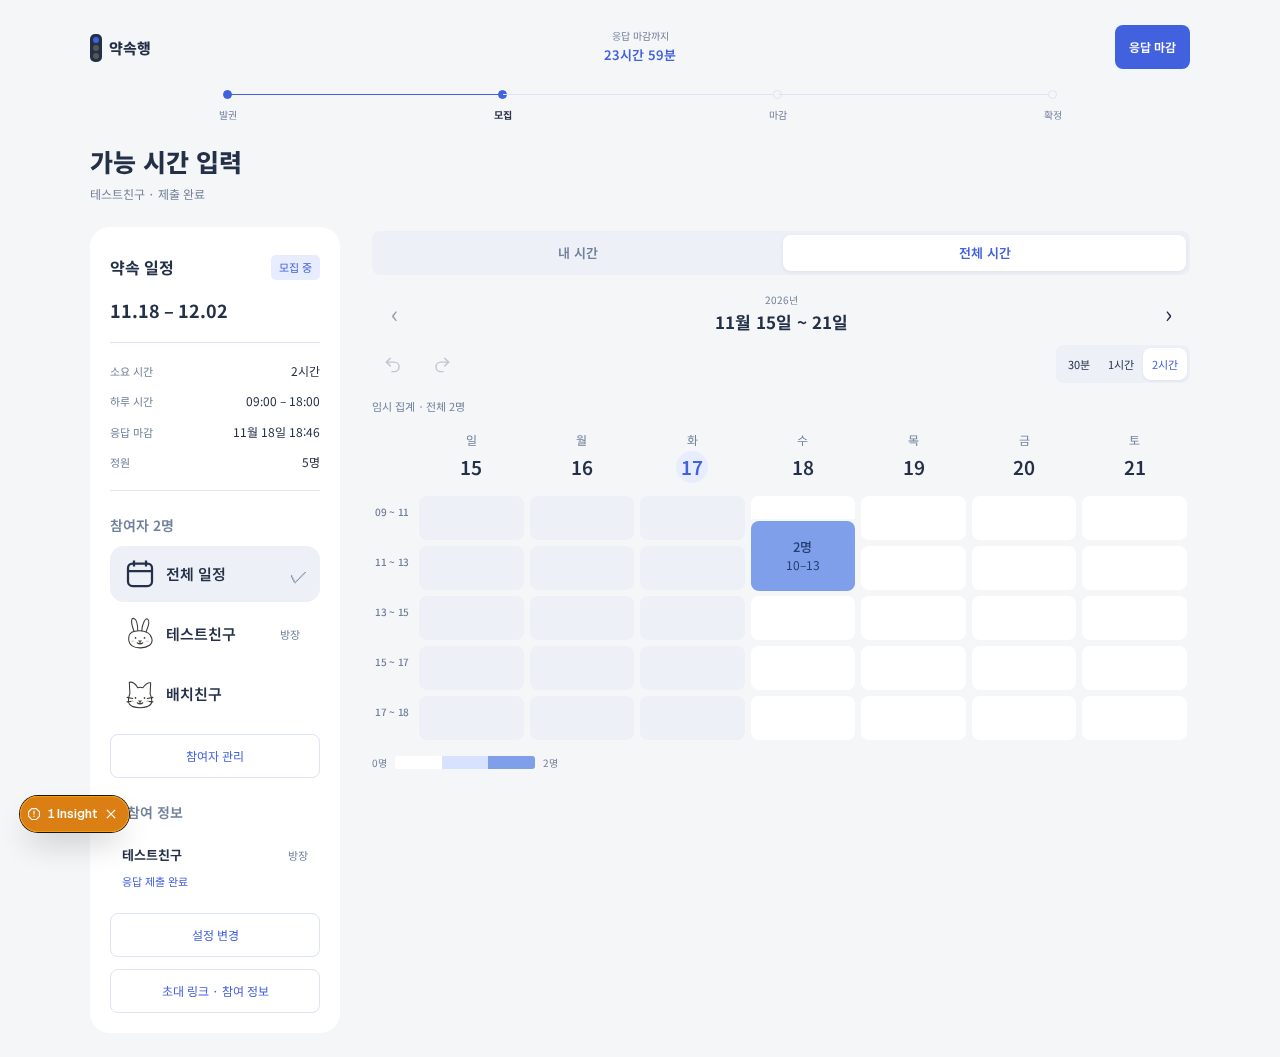 약속행
응답 마감까지
23시간 59분
응답 마감
발권
모집
마감
확정
가능 시간 입력
테스트친구 · 제출 완료
약속 일정
모집 중
11.18 – 12.02
소요 시간
2시간
하루 시간
09:00 – 18:00
응답 마감
11월 18일 18:46
정원
5명
참여자 2명
전체 일정
테스트친구
방장
배치친구
참여자 관리
1 Insight
참여 정보
테스트친구
방장
응답 제출 완료
설정 변경
초대 링크 · 참여 정보
내 시간
전체 시간
2026년
11월 15일 ~ 21일
30분
1시간
2시간
임시 집계 · 전체 2명
일
월
화
수
목
금
토
15
16
17
18
19
20
21
09 ~ 11
2명
10–13
11 ~ 13
13 ~ 15
15 ~ 17
17 ~ 18
0명
2명